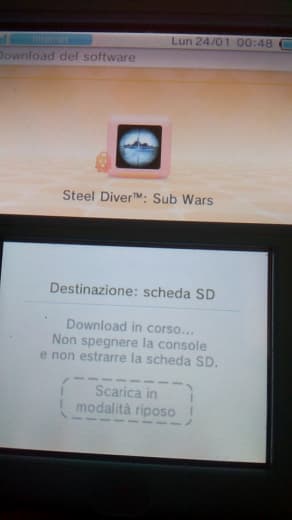 Internet
Lun 24/01 00:48
Download del software
Steel Diver™: Sub Wars
Destinazione: scheda SD
Download in corso...
Non spegnere la console
e non estrarre la scheda SD.
Scarica in
modalità riposo